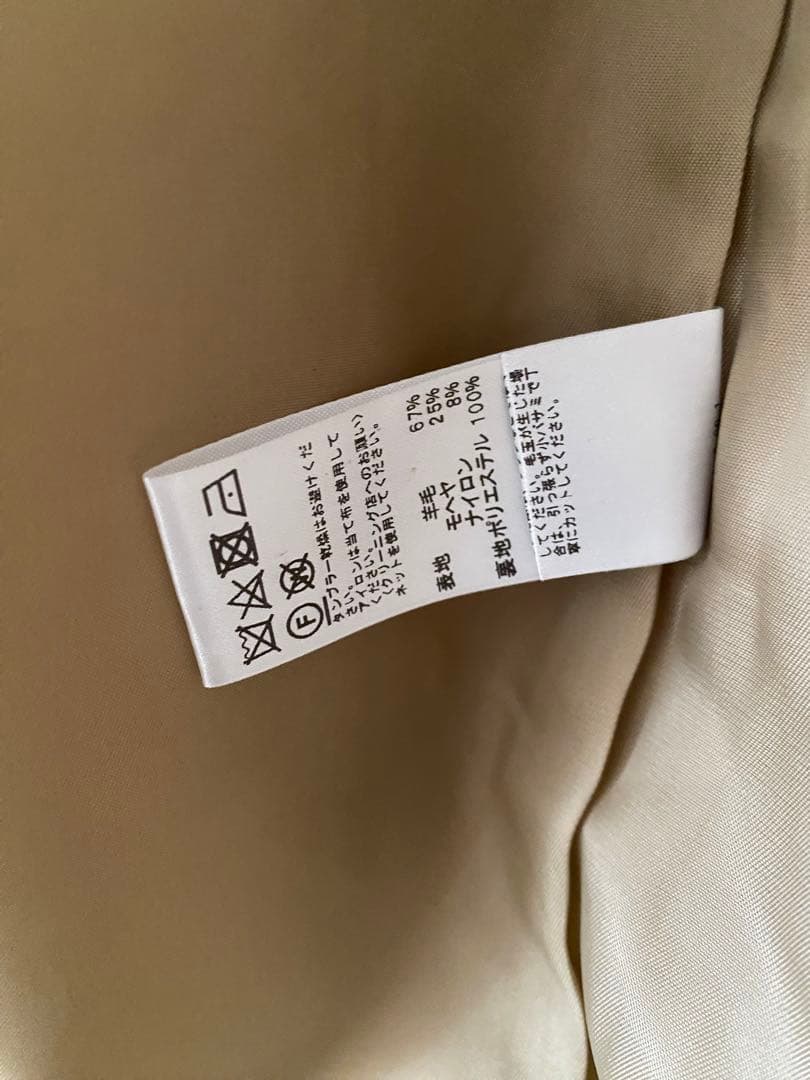 F
タンブラー乾燥はお避けくだ
さい。アイロンは当て布を使用して
ください。
〈クリーニング店へのお願い〉
ネットを使用してください。
表地 羊毛 67%
モヘヤ 25%
ナイロン 8%
裏地ポリエステル 100%
してください。毛玉が生じた場
合は、引っ張らず小バサミで丁
寧にカットしてください。